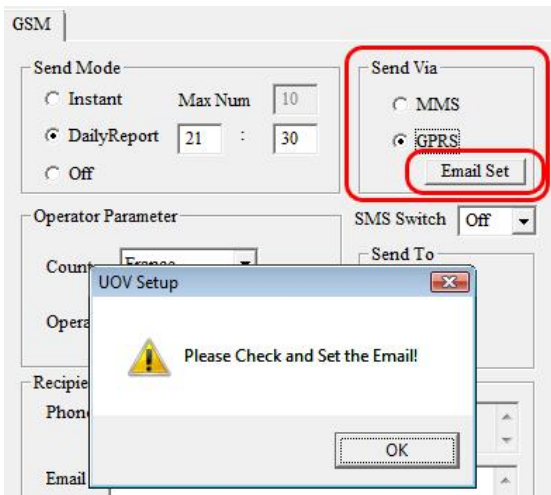 GSM
Send Mode
Instant Max Num 10
DailyReport 21 : 30
Off
Send Via
MMS
GPRS
Email Set
Operator Parameter
SMS Switch Off
Send To
UOV Setup
Please Check and Set the Email!
OK
Email